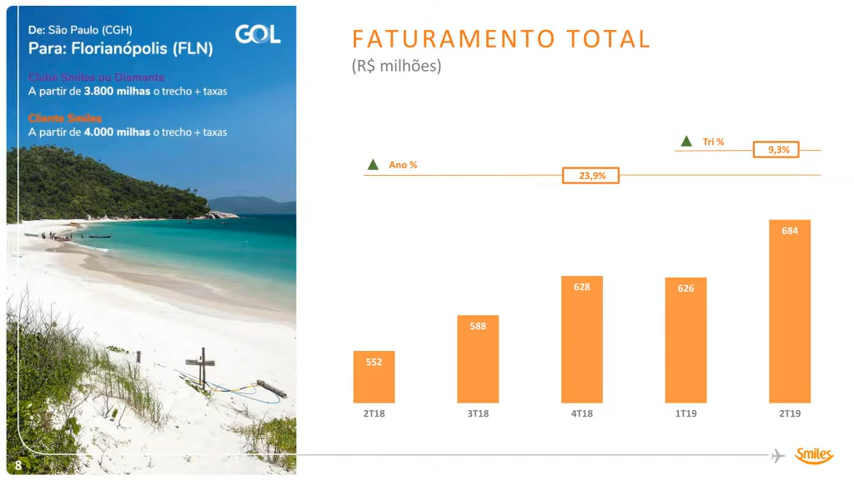 De: São Paulo (CGH)
Para: Florianópolis (FLN)
GOL
Clube Smiles ou Diamante
A partir de 3.800 milhas o trecho + taxas
Cliente Smiles
A partir de 4.000 milhas o trecho + taxas
FATURAMENTO TOTAL
(R$ milhões)
Tri %
9,3%
Ano %
23,9%
684
628
626
588
552
2T18
3T18
4T18
1T19
2T19
8
Smiles